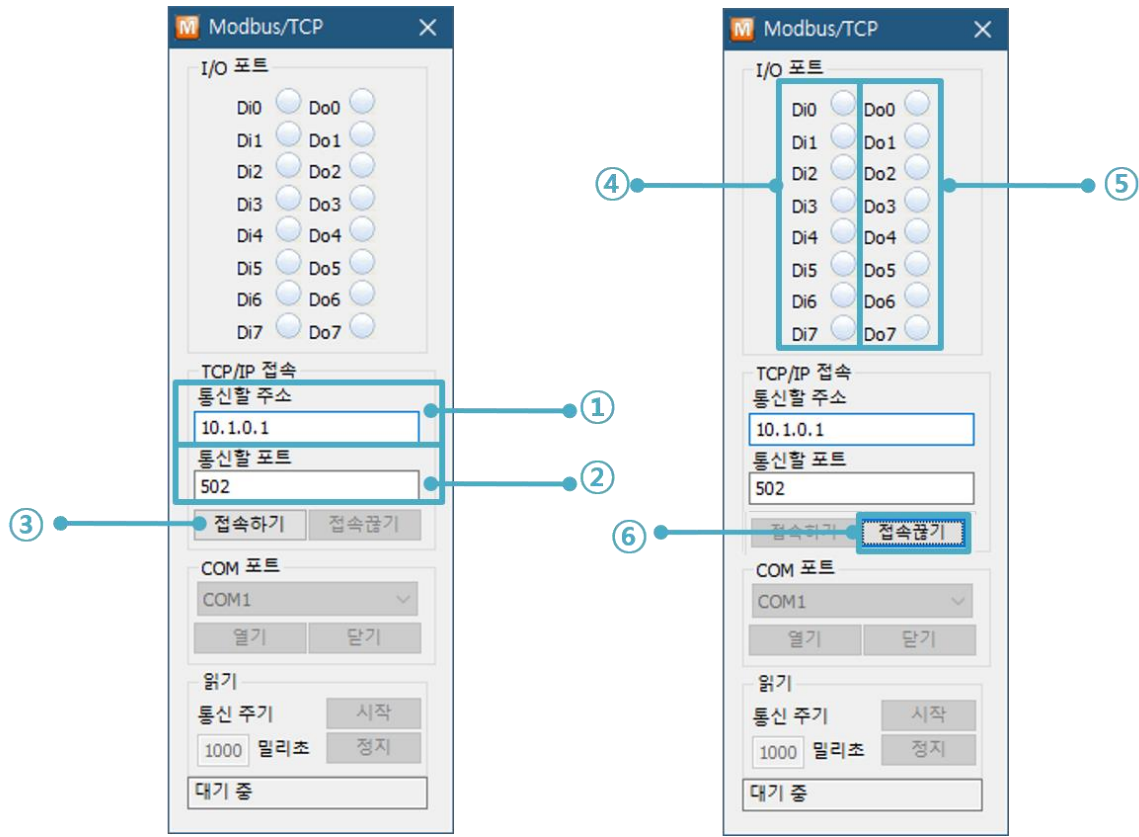 Modbus/TCP
I/O 포트
Di0 Do0
Di1 Do1
Di2 Do2
Di3 Do3
Di4 Do4
Di5 Do5
Di6 Do6
Di7 Do7
TCP/IP 접속
통신할 주소
10.1.0.1
①
통신할 포트
502
②
③
접속하기 접속끊기
COM 포트
COM1
열기 닫기
읽기
통신 주기 시작
1000 밀리초 정지
대기 중
Modbus/TCP
I/O 포트
Di0 Do0
Di1 Do1
Di2 Do2
④
⑤
Di3 Do3
Di4 Do4
Di5 Do5
Di6 Do6
Di7 Do7
TCP/IP 접속
통신할 주소
10.1.0.1
통신할 포트
502
⑥
접속하기 접속끊기
COM 포트
COM1
열기 닫기
읽기
통신 주기 시작
1000 밀리초 정지
대기 중